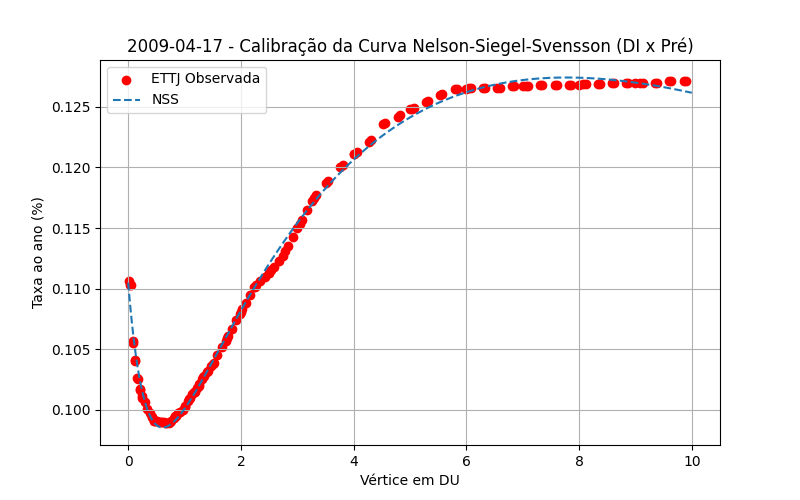 2009-04-17 - Calibração da Curva Nelson-Siegel-Svensson (DI x Pré)
ETTJ Observada
NSS
Taxa ao ano (%)
0.125
0.120
0.115
0.110
0.105
0.100
0 2 4 6 8 10
Vértice em DU